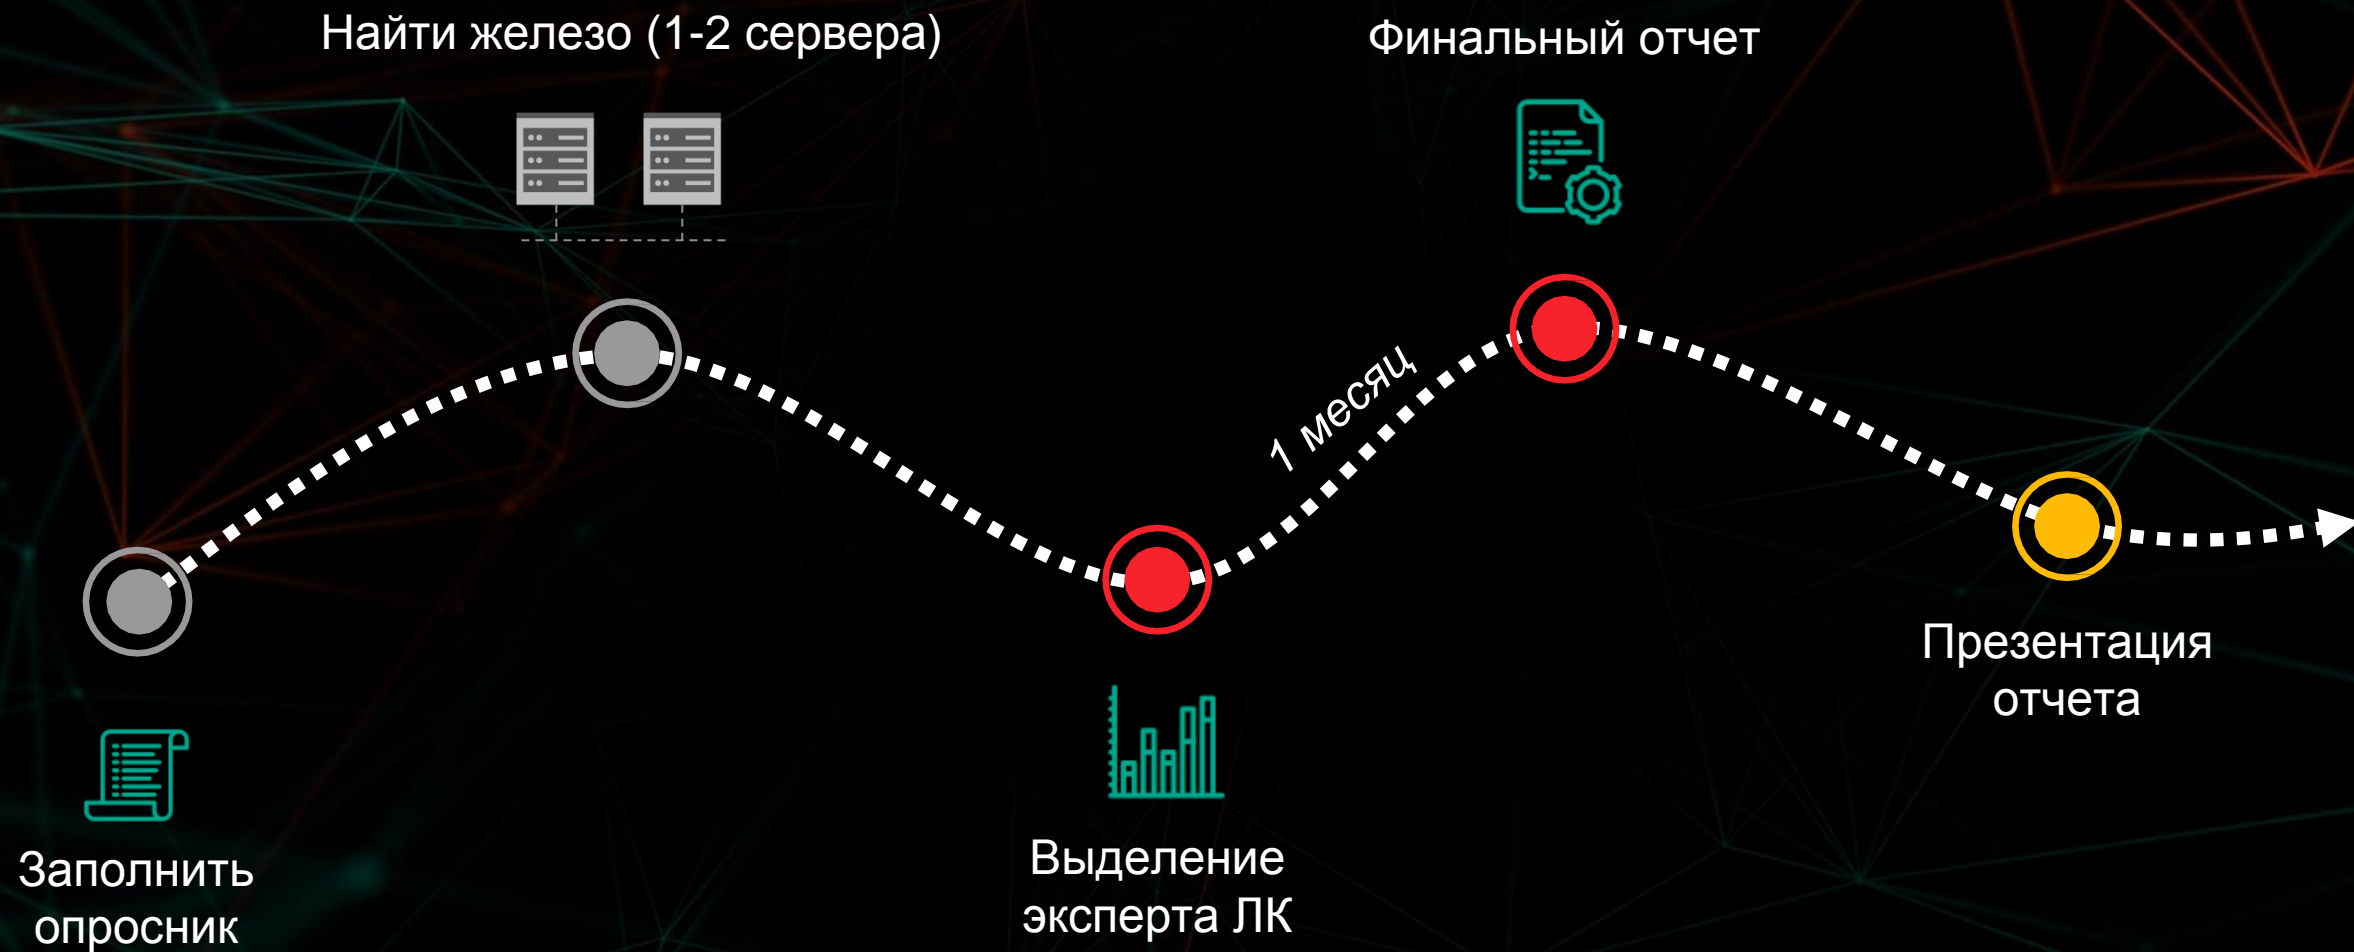 Найти железо (1-2 сервера)
Финальный отчет
1 месяц
Презентация
отчета
Заполнить
опросник
Выделение
эксперта ЛК